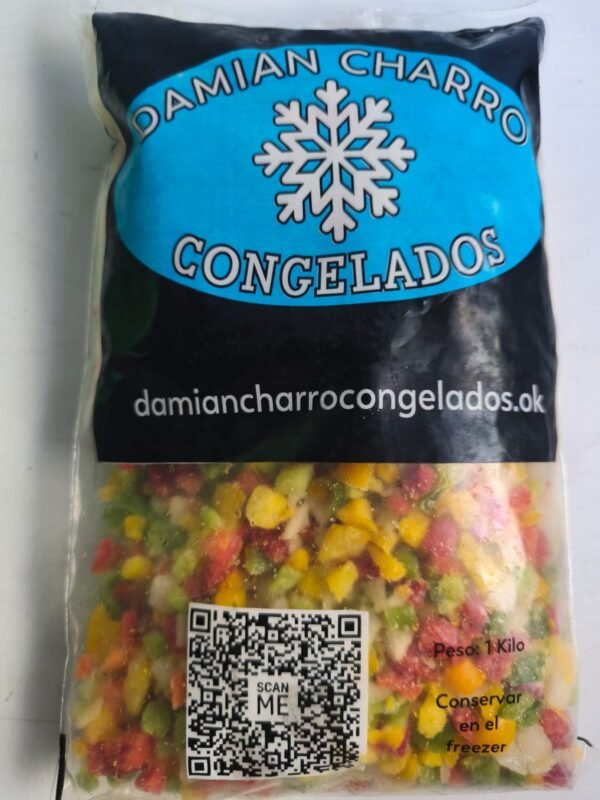 DAMIAN CHARRO
CONGELADOS
damiancharrocongelados.ok
SCAN
ME
Peso: 1 Kilo
Conservar
en el
freezer